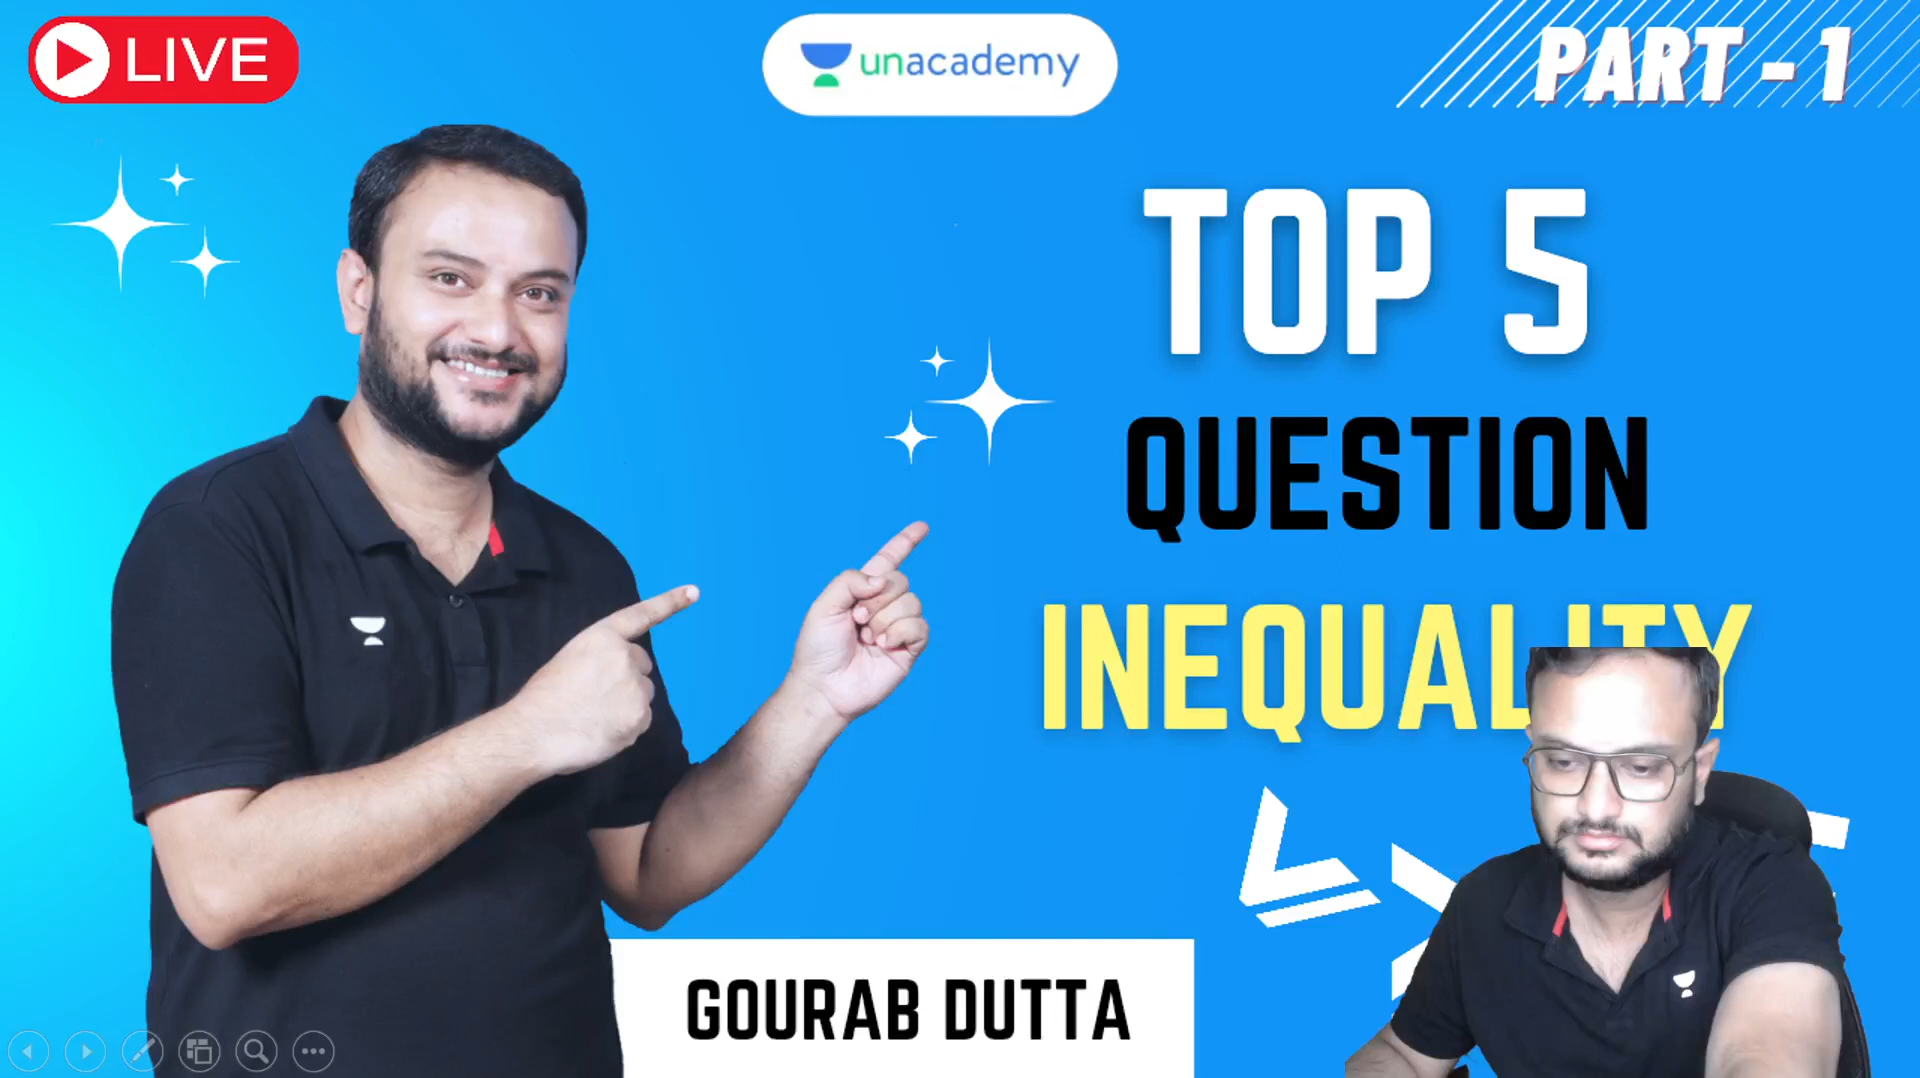 LIVE
unacademy
PART - 1
TOP 5
QUESTION
INEQUALITY
GOURAB DUTTA